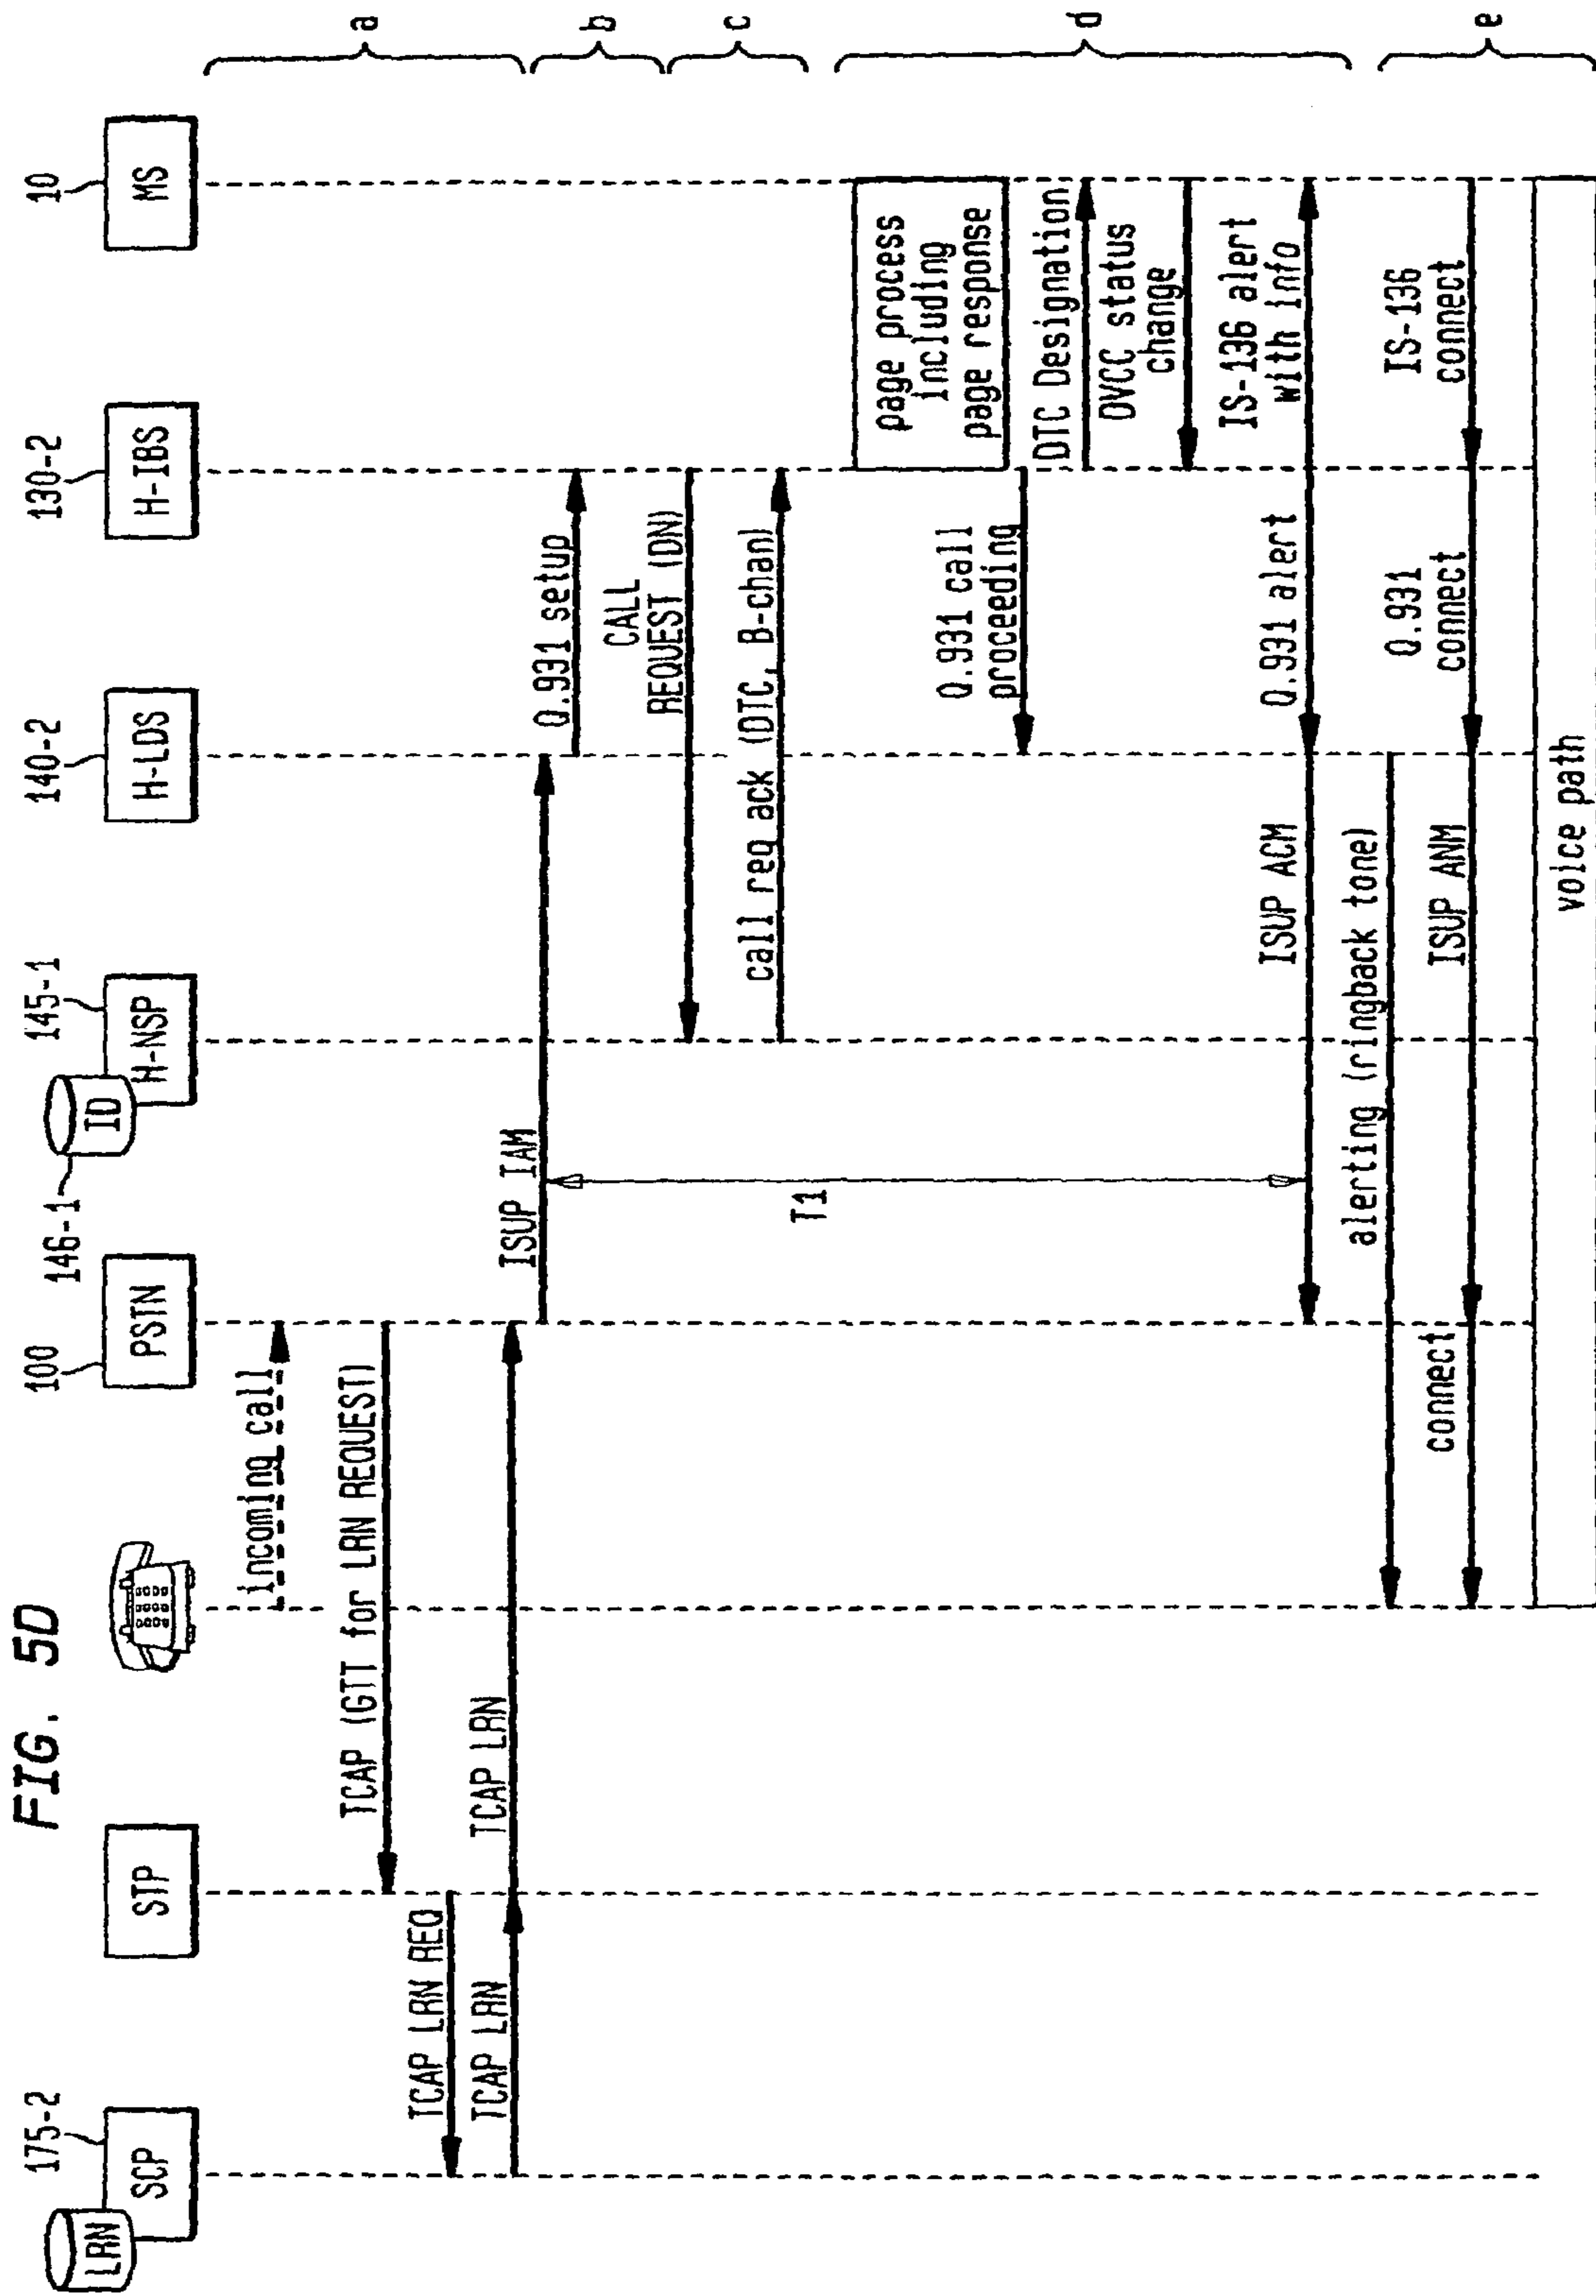 FIG. 5D
175-2
146-1
145-1
140-2
130-2
10
100
LRN
SCP
STP
PSTN
ID
H-NSP
H-LDS
H-IBS
MS
incoming call
TCAP (GTT for LRN REQUEST)
TCAP LRN REQ
TCAP LRN
TCAP LRN
a
ISUP IAM
Q.931 setup
b
CALL
REQUEST (DN)
call req ack (DTC, B-chan)
c
T1
page process
including
page response
Q.931 call
proceeding
DTC Designation
DVCC status
change
IS-136 alert
with info
Q.931 alert
ISUP ACM
d
alerting (ringback tone)
IS-136
connect
Q.931
connect
ISUP ANM
connect
e
voice path